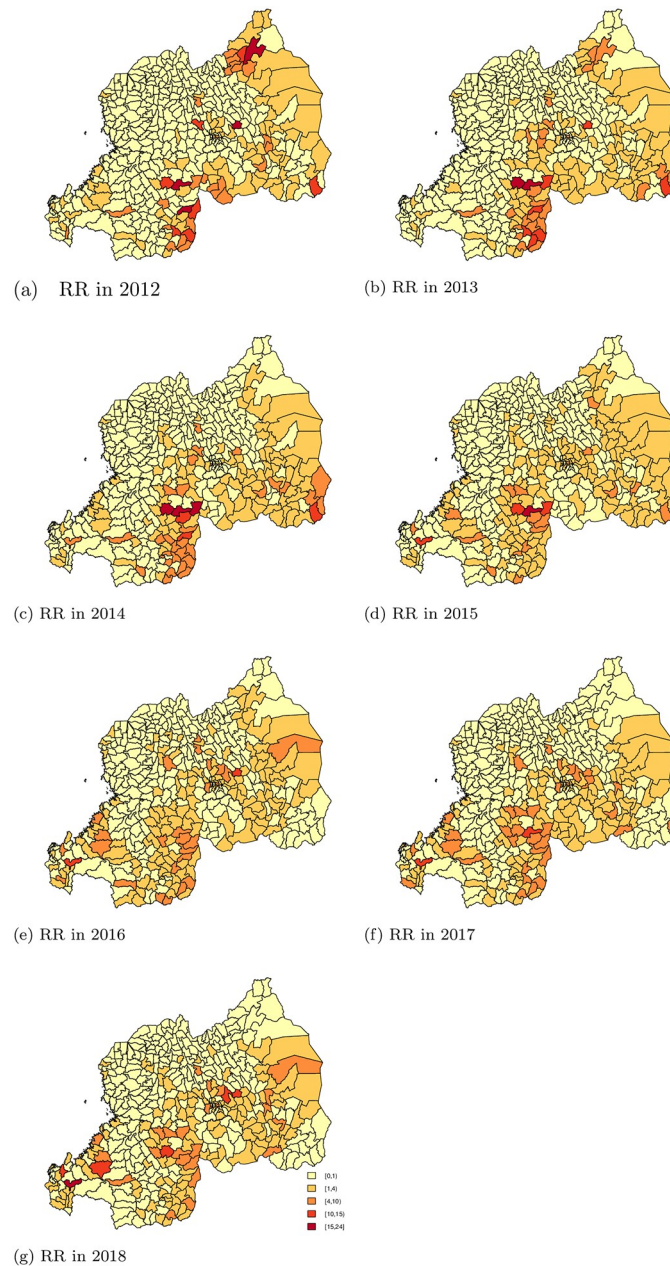 (a) RR in 2012
(b) RR in 2013
(c) RR in 2014
(d) RR in 2015
(e) RR in 2016
(f) RR in 2017
[0,1)
[1,4)
[4,10)
[10,15)
[15,24]
(g) RR in 2018